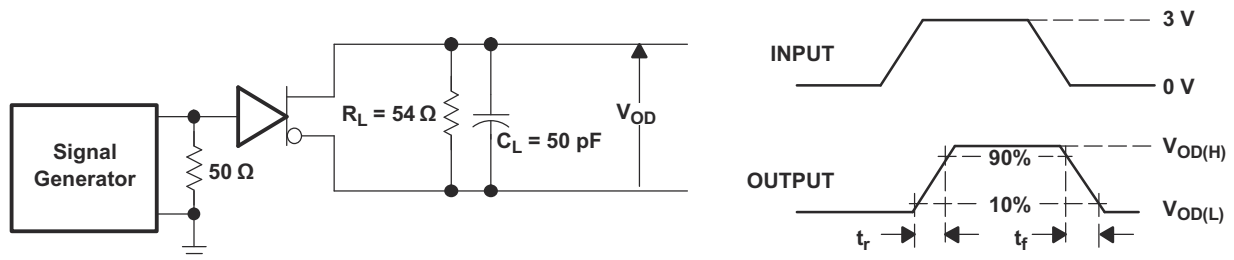 Signal
Generator
50 Ω
R_L = 54 Ω
C_L = 50 pF
V_OD
INPUT
3 V
0 V
OUTPUT
90%
10%
V_OD(H)
V_OD(L)
t_r
t_f